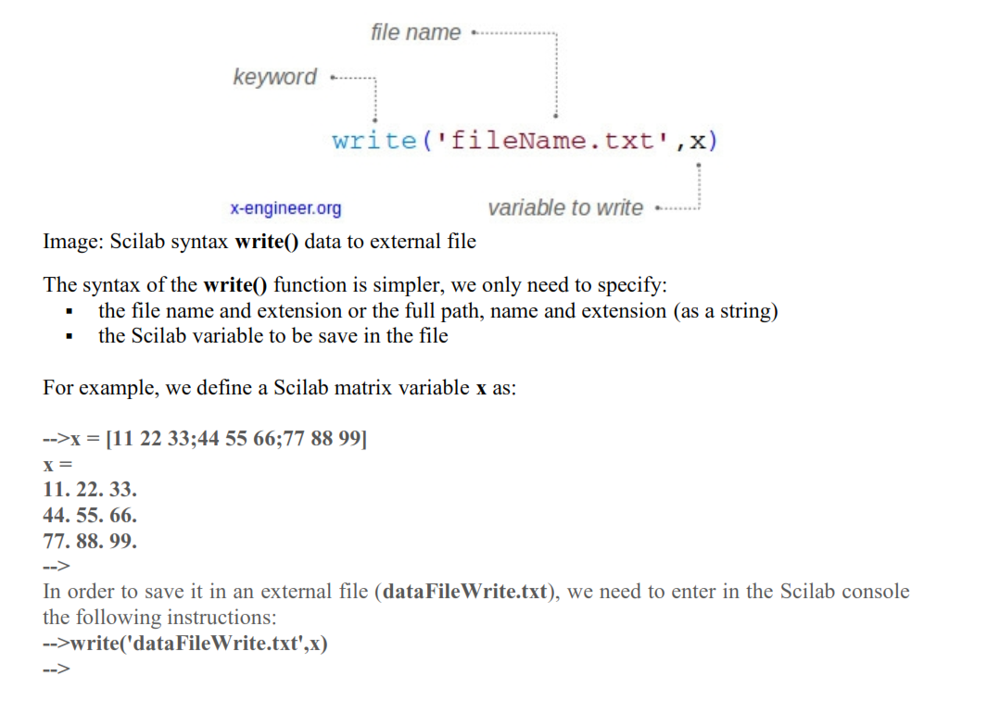 file name
keyword
write('fileName.txt',x)
x-engineer.org
variable to write
Image: Scilab syntax write() data to external file
The syntax of the write() function is simpler, we only need to specify:
▪ the file name and extension or the full path, name and extension (as a string)
▪ the Scilab variable to be save in the file
For example, we define a Scilab matrix variable x as:
-->x = [11 22 33;44 55 66;77 88 99]
x =
11. 22. 33.
44. 55. 66.
77. 88. 99.
-->
In order to save it in an external file (dataFileWrite.txt), we need to enter in the Scilab console
the following instructions:
-->write('dataFileWrite.txt',x)
-->